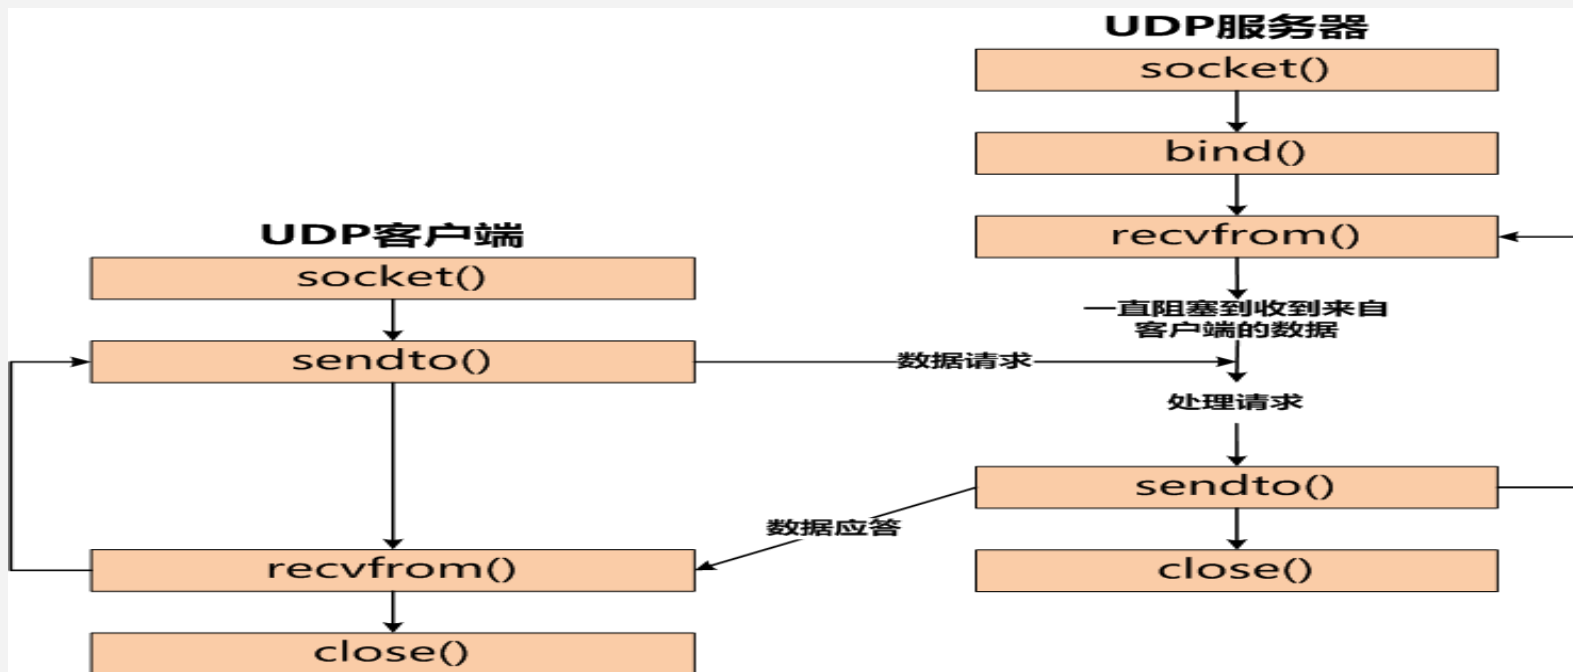 UDP服务器
socket()
bind()
recvfrom()
一直阻塞到收到来自
客户端的数据
处理请求
sendto()
close()
UDP客户端
socket()
sendto()
数据请求
数据应答
recvfrom()
close()